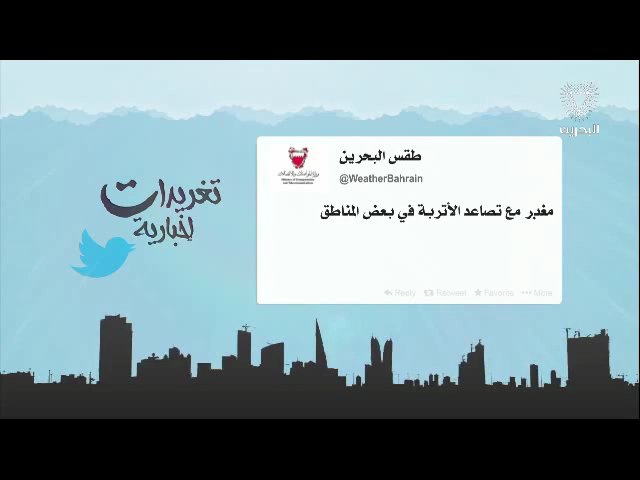 البحرين
طقس البحرين
@WeatherBahrain
مغبر مع تصاعد الأتربة في بعض المناطق
تغريدات
إخبارية
Reply Retweet Favorite More